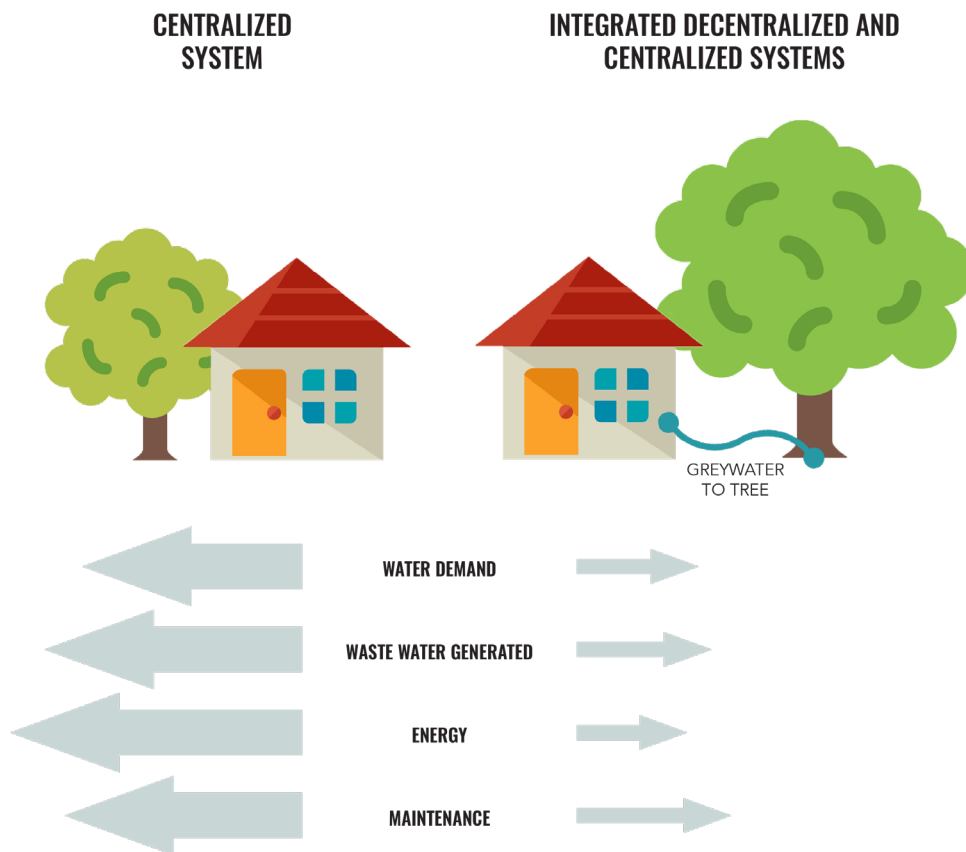 CENTRALIZED
SYSTEM
INTEGRATED DECENTRALIZED AND
CENTRALIZED SYSTEMS
GREYWATER
TO TREE
WATER DEMAND
WASTE WATER GENERATED
ENERGY
MAINTENANCE